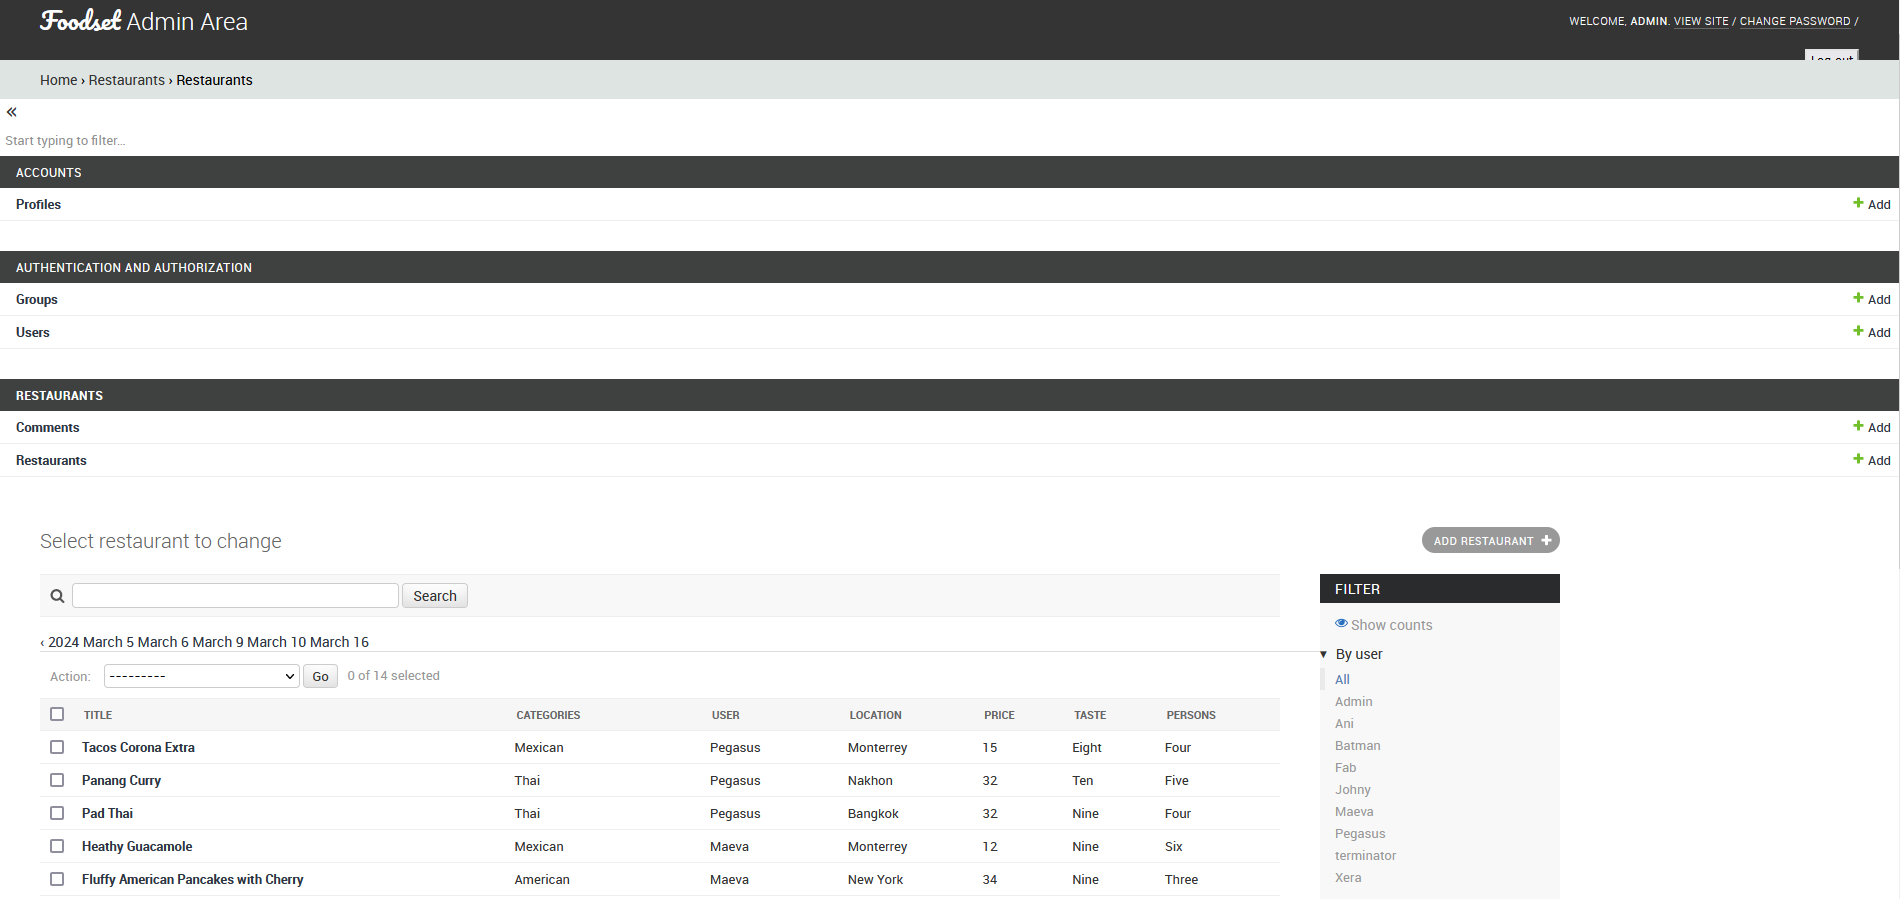 Foodset Admin Area
WELCOME, ADMIN. VIEW SITE / CHANGE PASSWORD /
Log out
Home › Restaurants › Restaurants
«
Start typing to filter...
ACCOUNTS
Profiles + Add
AUTHENTICATION AND AUTHORIZATION
Groups + Add
Users + Add
RESTAURANTS
Comments + Add
Restaurants + Add
Select restaurant to change
ADD RESTAURANT +
Search
‹ 2024 March 5 March 6 March 9 March 10 March 16
Action: --------- Go 0 of 14 selected
TITLE CATEGORIES USER LOCATION PRICE TASTE PERSONS
Tacos Corona Extra Mexican Pegasus Monterrey 15 Eight Four
Panang Curry Thai Pegasus Nakhon 32 Ten Five
Pad Thai Thai Pegasus Bangkok 32 Nine Four
Heathy Guacamole Mexican Maeva Monterrey 12 Nine Six
Fluffy American Pancakes with Cherry American Maeva New York 34 Nine Three
FILTER
Show counts
By user
All
Admin
Ani
Batman
Fab
Johny
Maeva
Pegasus
terminator
Xera